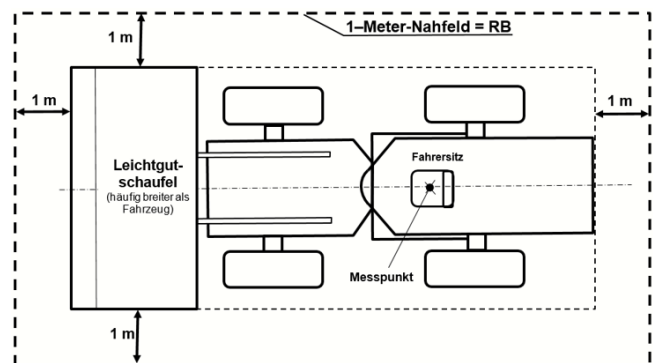 1–Meter-Nahfeld = RB
1 m
1 m
1 m
Leichtgut-
schaufel
(häufig breiter als
Fahrzeug)
Fahrersitz
Messpunkt
1 m